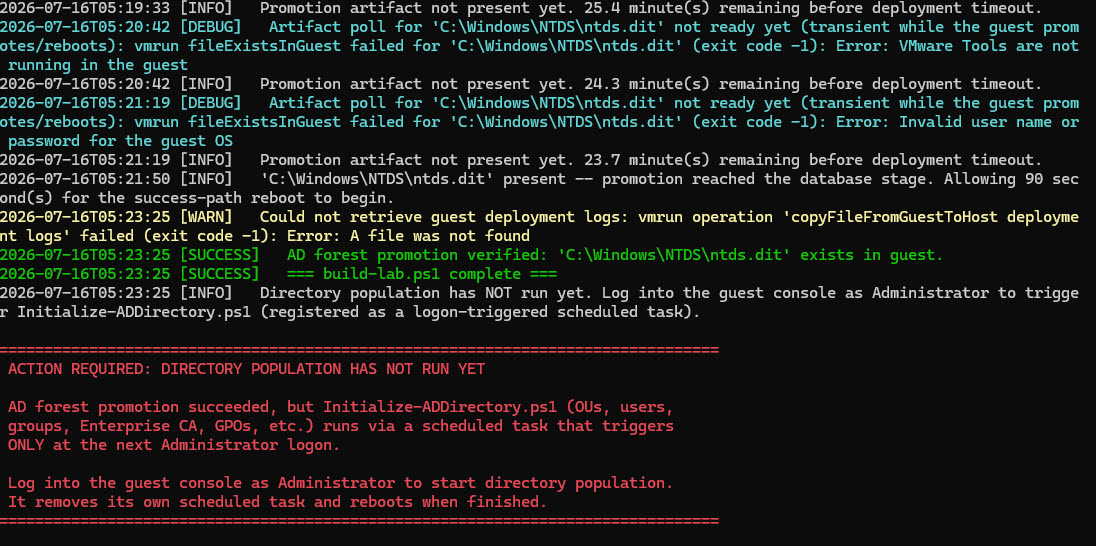 2026-07-16T05:19:33 [INFO]   Promotion artifact not present yet. 25.4 minute(s) remaining before deployment timeout.
2026-07-16T05:20:42 [DEBUG]   Artifact poll for 'C:\Windows\NTDS\ntds.dit' not ready yet (transient while the guest prom
otes/reboots): vmrun fileExistsInGuest failed for 'C:\Windows\NTDS\ntds.dit' (exit code -1): Error: VMware Tools are not
 running in the guest
2026-07-16T05:20:42 [INFO]   Promotion artifact not present yet. 24.3 minute(s) remaining before deployment timeout.
2026-07-16T05:21:19 [DEBUG]   Artifact poll for 'C:\Windows\NTDS\ntds.dit' not ready yet (transient while the guest prom
otes/reboots): vmrun fileExistsInGuest failed for 'C:\Windows\NTDS\ntds.dit' (exit code -1): Error: Invalid user name or
 password for the guest OS
2026-07-16T05:21:19 [INFO]   Promotion artifact not present yet. 23.7 minute(s) remaining before deployment timeout.
2026-07-16T05:21:50 [INFO]   'C:\Windows\NTDS\ntds.dit' present -- promotion reached the database stage. Allowing 90 sec
ond(s) for the success-path reboot to begin.
2026-07-16T05:23:25 [WARN]   Could not retrieve guest deployment logs: vmrun operation 'copyFileFromGuestToHost deployme
nt logs' failed (exit code -1): Error: A file was not found
2026-07-16T05:23:25 [SUCCESS]   AD forest promotion verified: 'C:\Windows\NTDS\ntds.dit' exists in guest.
2026-07-16T05:23:25 [SUCCESS]   === build-lab.ps1 complete ===
2026-07-16T05:23:25 [INFO]   Directory population has NOT run yet. Log into the guest console as Administrator to trigge
r Initialize-ADDirectory.ps1 (registered as a logon-triggered scheduled task).
================================================================================
 ACTION REQUIRED: DIRECTORY POPULATION HAS NOT RUN YET
 AD forest promotion succeeded, but Initialize-ADDirectory.ps1 (OUs, users,
 groups, Enterprise CA, GPOs, etc.) runs via a scheduled task that triggers
 ONLY at the next Administrator logon.
 Log into the guest console as Administrator to start directory population.
 It removes its own scheduled task and reboots when finished.
================================================================================